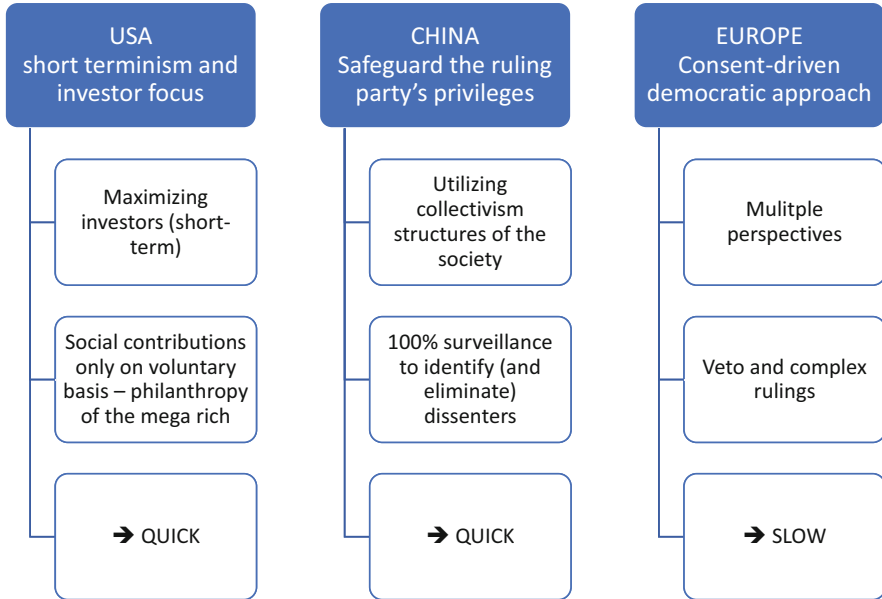 USA
short terminism and
investor focus
Maximizing
investors (short-
term)
Social contributions
only on voluntary
basis – philanthropy
of the mega rich
➔ QUICK
CHINA
Safeguard the ruling
party's privileges
Utilizing
collectivism
structures of the
society
100% surveillance
to identify (and
eliminate)
dissenters
➔ QUICK
EUROPE
Consent-driven
democratic approach
Mulitple
perspectives
Veto and complex
rulings
➔ SLOW